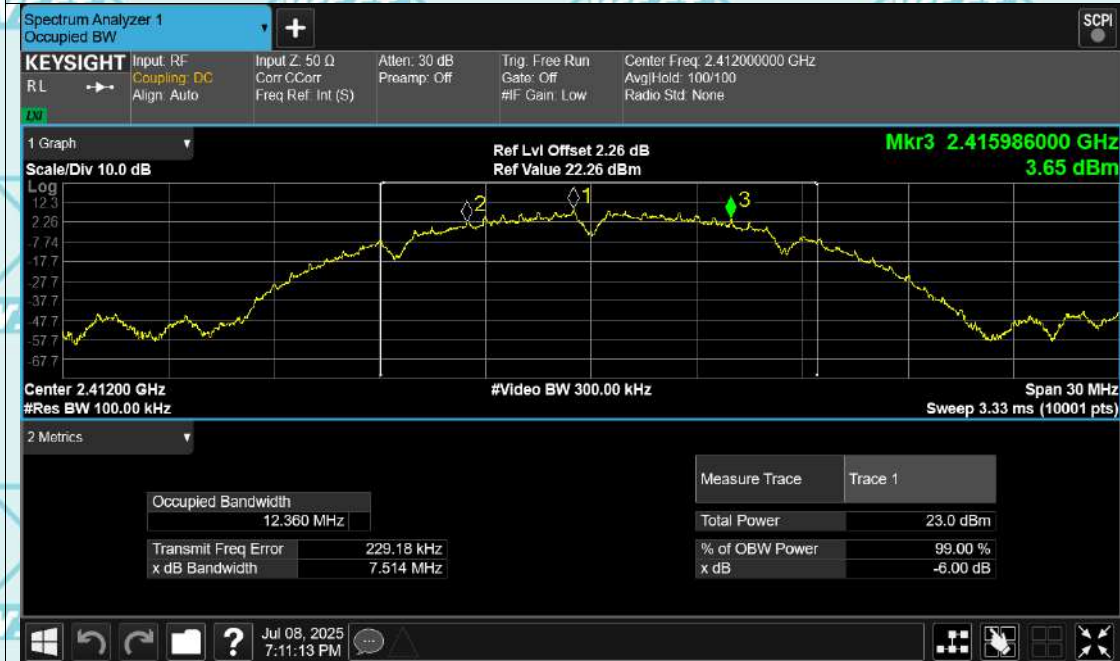 Spectrum Analyzer 1
Occupied BW
+
SCPI
KEYSIGHT
RL
LXI
Input: RF
Coupling: DC
Align: Auto
Input Z: 50 Ω
Corr CCorr
Freq Ref: Int (S)
Atten: 30 dB
Preamp: Off
Trig: Free Run
Gate: Off
#IF Gain: Low
Center Freq: 2.412000000 GHz
Avg|Hold: 100/100
Radio Std: None
1 Graph
Scale/Div 10.0 dB
Ref Lvl Offset 2.26 dB
Ref Value 22.26 dBm
Mkr3 2.415986000 GHz
3.65 dBm
Log
12.3
2.26
-7.74
-17.7
-27.7
-37.7
-47.7
-57.7
-67.7
2
1
3
Center 2.41200 GHz
#Res BW 100.00 kHz
#Video BW 300.00 kHz
Span 30 MHz
Sweep 3.33 ms (10001 pts)
2 Metrics
Occupied Bandwidth
12.360 MHz
Transmit Freq Error 229.18 kHz
x dB Bandwidth 7.514 MHz
Measure Trace Trace 1
Total Power 23.0 dBm
% of OBW Power 99.00 %
x dB -6.00 dB
?
Jul 08, 2025
7:11:13 PM